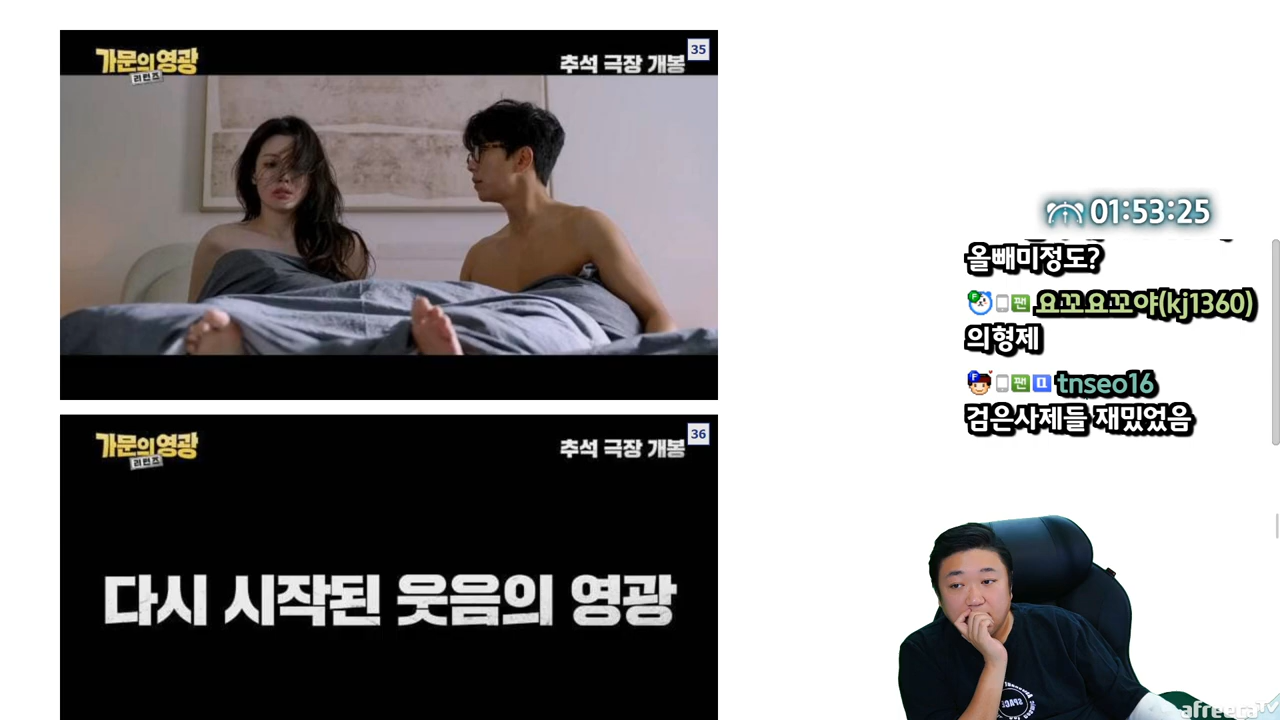 가문의영광
리턴즈
추석 극장 개봉
35
가문의영광
리턴즈
추석 극장 개봉
36
다시 시작된 웃음의 영광
01:53:25
올빼미정도?
F 꽨 요꼬요꼬야(kj1360)
의형제
F tnseo16
검은사제들 재밌었음
SPACE
afreecaTV